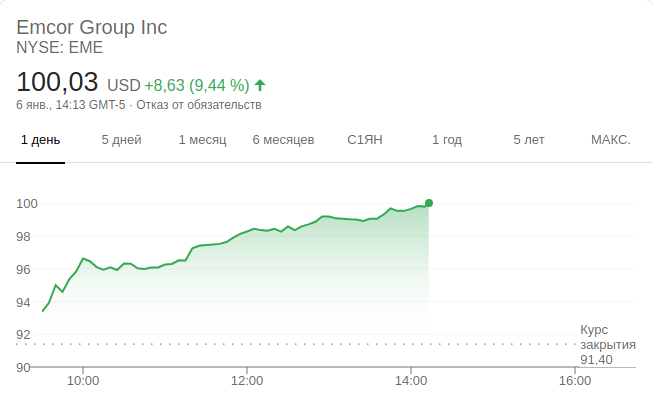 Emcor Group Inc
NYSE: EME
100,03 USD +8,63 (9,44 %)
6 янв., 14:13 GMT-5 · Отказ от обязательств
1 день 5 дней 1 месяц 6 месяцев С1ЯН 1 год 5 лет МАКС.
100
98
96
94
92
Курс
закрытия
91,40
90
10:00 12:00 14:00 16:00